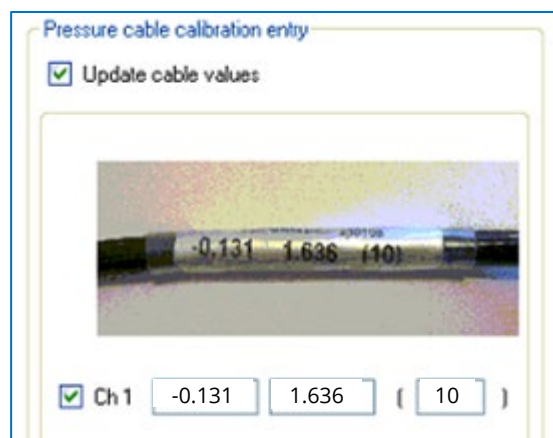 Pressure cable calibration entry
Update cable values
-0.131 1.636 (10)
Ch 1 -0.131 1.636 ( 10 )